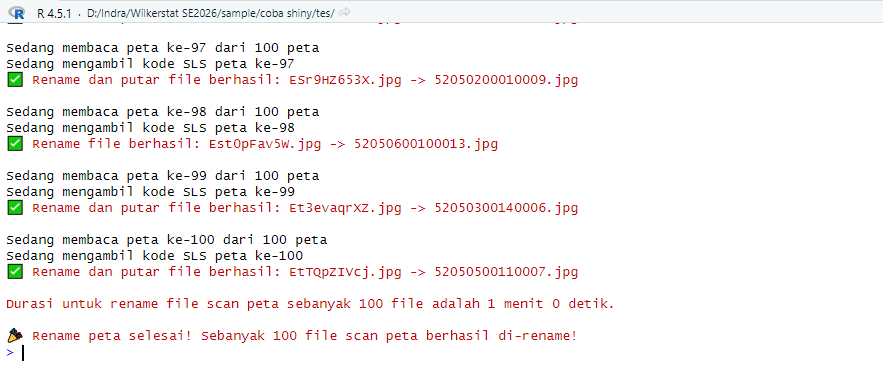 R 4.5.1 · D:/Indra/Wilkerstat SE2026/sample/coba shiny/tes/
Sedang membaca peta ke-97 dari 100 peta
Sedang mengambil kode SLS peta ke-97
✅ Rename dan putar file berhasil: ESr9HZ653X.jpg -> 52050200010009.jpg
Sedang membaca peta ke-98 dari 100 peta
Sedang mengambil kode SLS peta ke-98
✅ Rename file berhasil: EstOpFav5W.jpg -> 52050600100013.jpg
Sedang membaca peta ke-99 dari 100 peta
Sedang mengambil kode SLS peta ke-99
✅ Rename dan putar file berhasil: Et3evaqrXZ.jpg -> 52050300140006.jpg
Sedang membaca peta ke-100 dari 100 peta
Sedang mengambil kode SLS peta ke-100
✅ Rename dan putar file berhasil: EtTQpZIVcj.jpg -> 52050500110007.jpg
Durasi untuk rename file scan peta sebanyak 100 file adalah 1 menit 0 detik.
🎉 Rename peta selesai! Sebanyak 100 file scan peta berhasil di-rename!
>